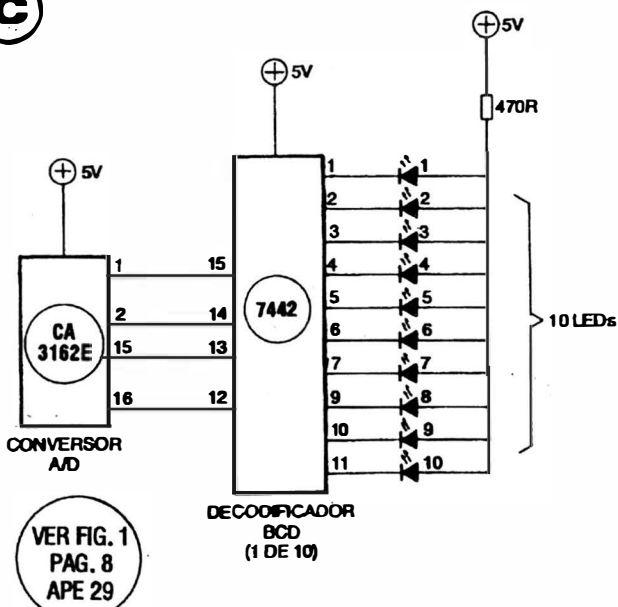 C
5V
470R
5V
5V
CA
3162E
1
2
15
16
15
14
13
12
7442
1
2
3
4
5
6
7
9
10
11
1
2
3
4
5
6
7
8
9
10
10 LEDs
CONVERSOR
A/D
DECODIFICADOR
BCD
(1 DE 10)
VER FIG. 1
PAG. 8
APE 29